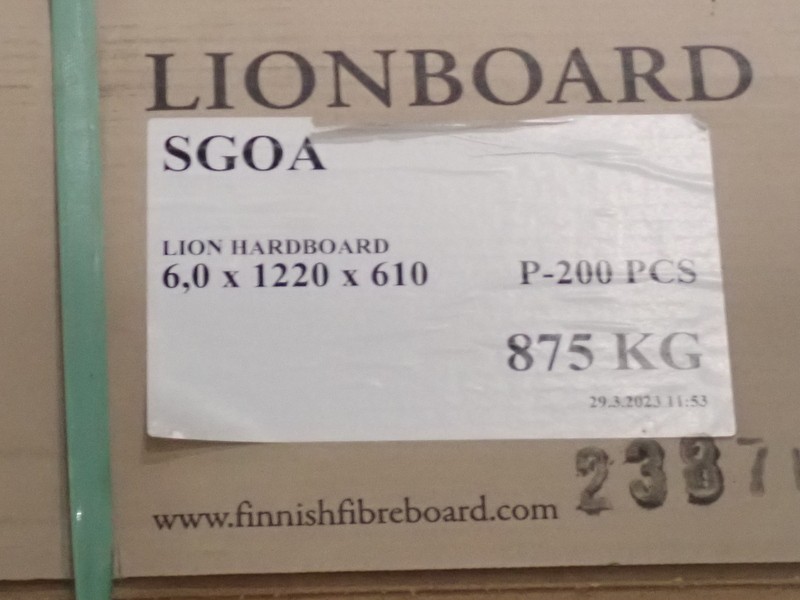 LIONBOARD
SGOA
LION HARDBOARD
6,0 x 1220 x 610 P-200 PCS
875 KG
29.3.2023 11:53
2387
www.finnishfibreboard.com